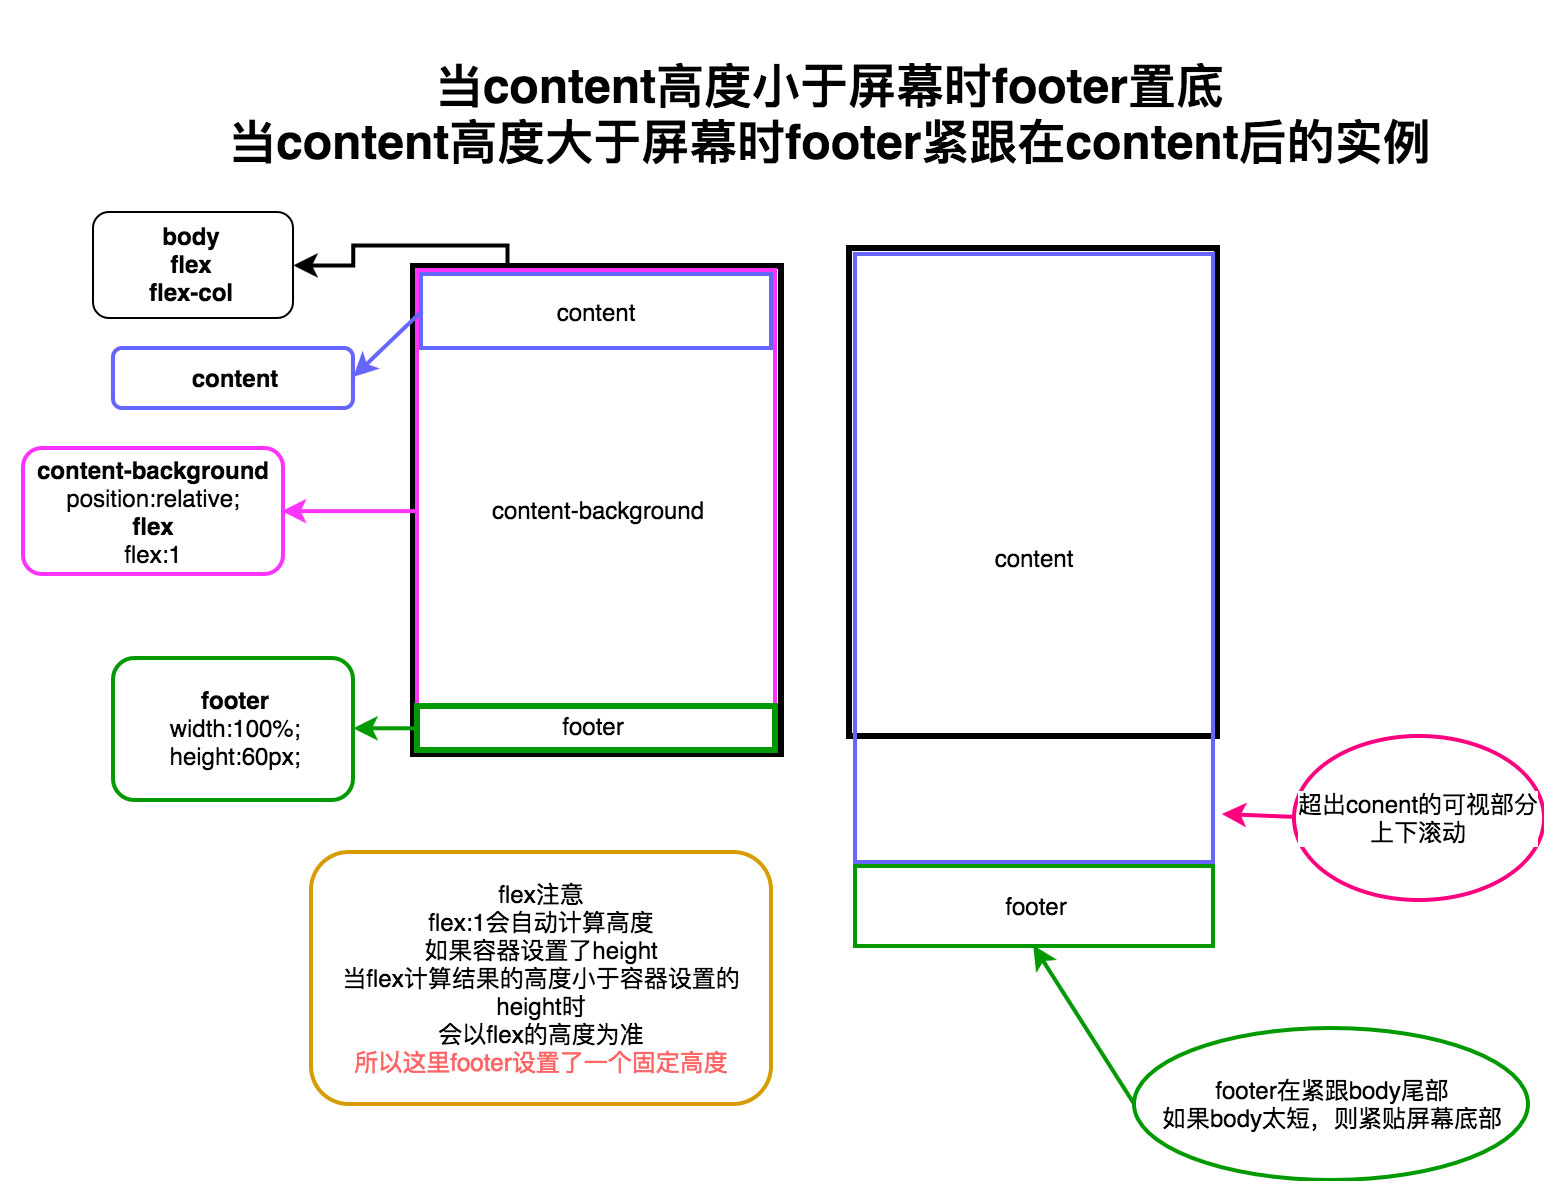 当content高度小于屏幕时footer置底
当content高度大于屏幕时footer紧跟在content后的实例
body
flex
flex-col
content
content-background
position:relative;
flex
flex:1
footer
width:100%;
height:60px;
content
content-background
footer
content
footer
超出conent的可视部分
上下滚动
flex注意
flex:1会自动计算高度
如果容器设置了height
当flex计算结果的高度小于容器设置的
height时
会以flex的高度为准
所以这里footer设置了一个固定高度
footer在紧跟body尾部
如果body太短，则紧贴屏幕底部